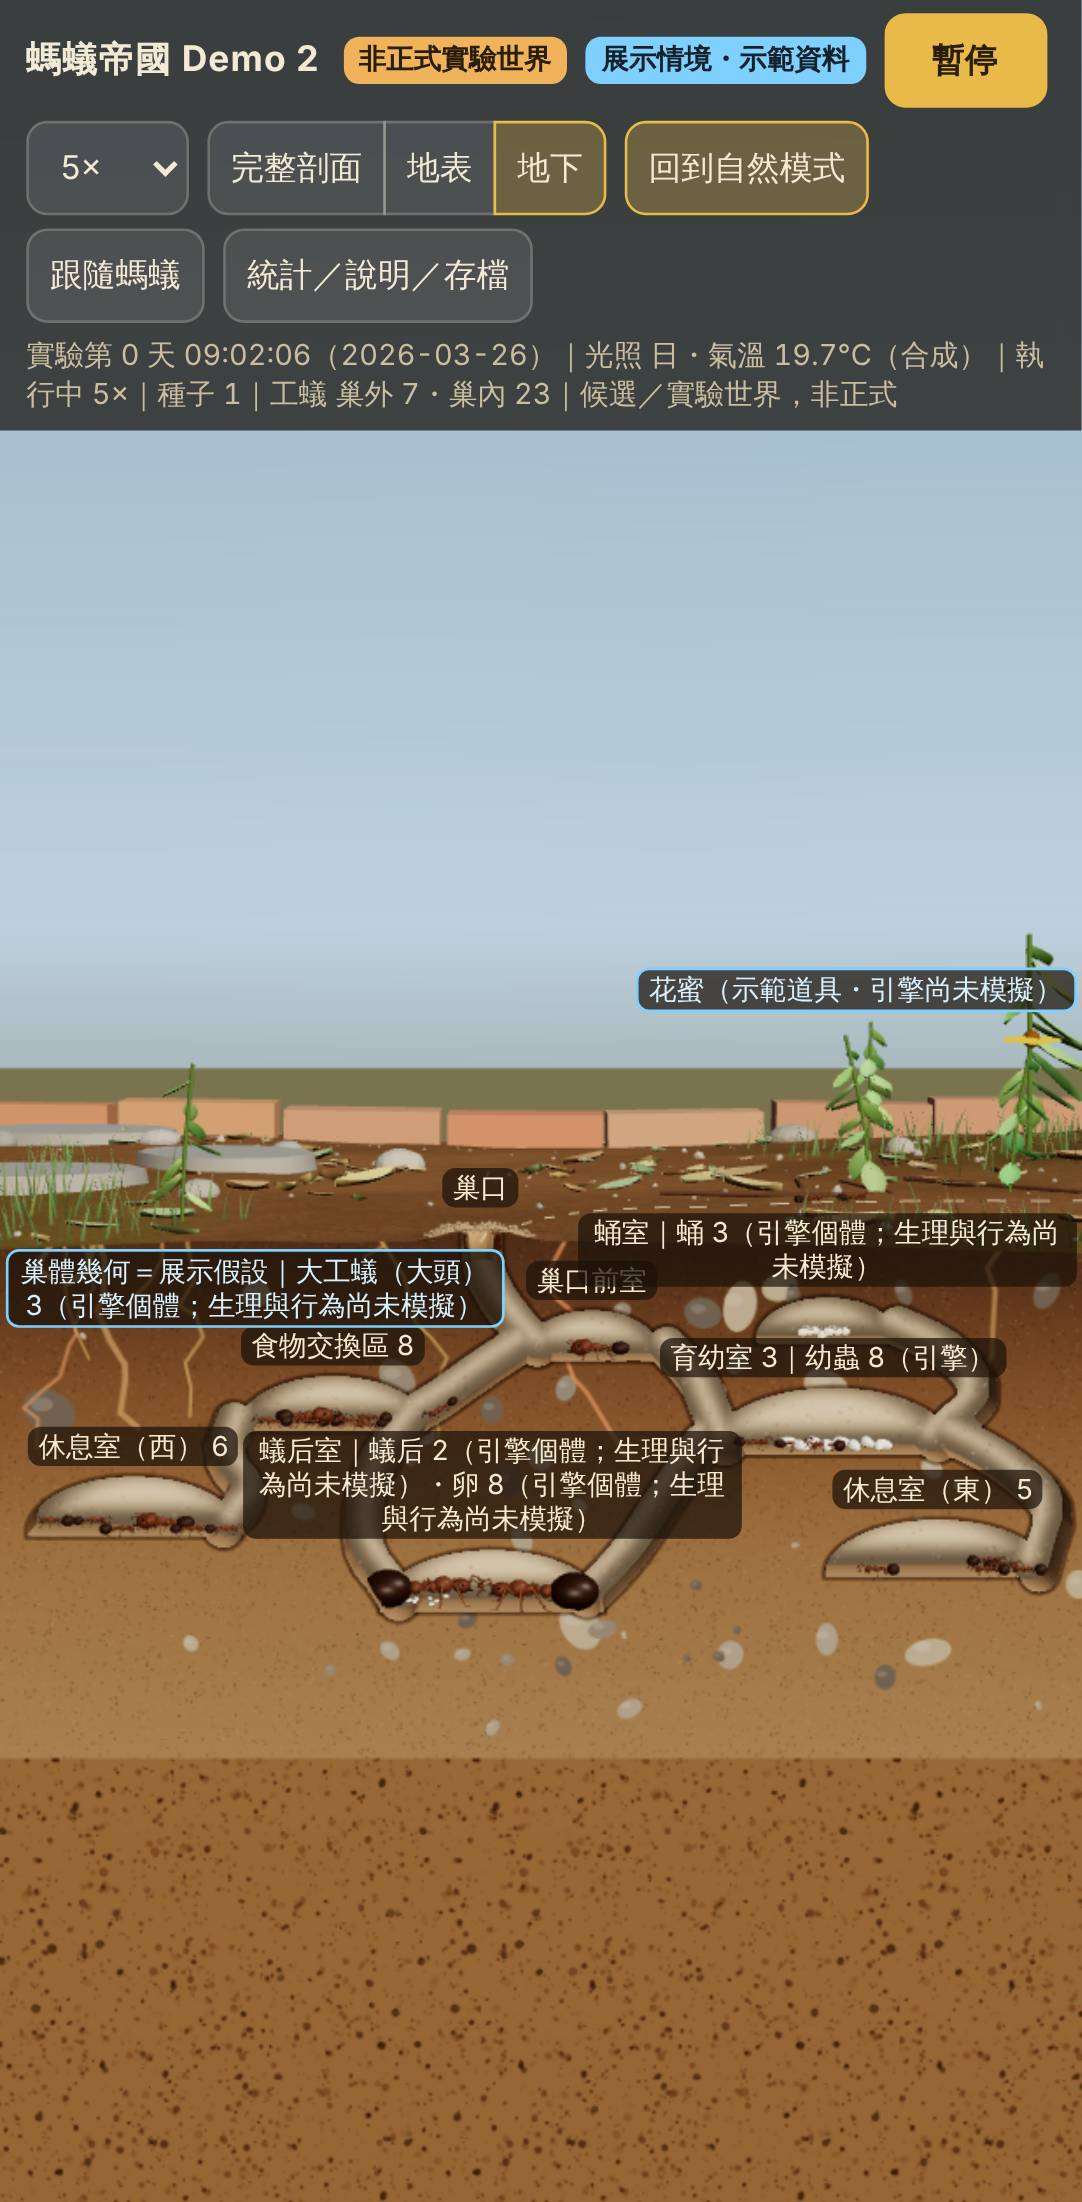 螞蟻帝國 Demo 2
非正式實驗世界
展示情境・示範資料
暫停
5×
完整剖面
地表
地下
回到自然模式
跟隨螞蟻
統計／說明／存檔
實驗第 0 天 09:02:06（2026-03-26）｜光照 日・氣溫 19.7°C（合成）｜執
行中 5×｜種子 1｜工蟻 巢外 7・巢內 23｜候選／實驗世界，非正式
花蜜（示範道具・引擎尚未模擬）
巢口
蛹室｜蛹 3（引擎個體；生理與行為尚
未模擬）
巢體幾何＝展示假設｜大工蟻（大頭）
3（引擎個體；生理與行為尚未模擬）
巢口前室
食物交換區 8
育幼室 3｜幼蟲 8（引擎）
休息室（西） 6
蟻后室｜蟻后 2（引擎個體；生理與行
為尚未模擬）・卵 8（引擎個體；生理
與行為尚未模擬）
休息室（東） 5